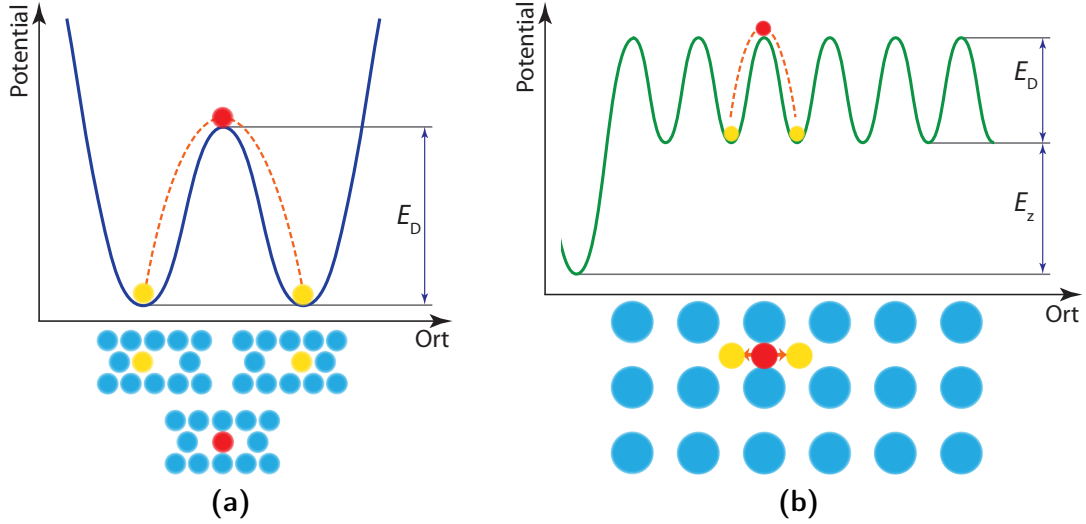 Potential
E_D
Ort
(a)
Potential
E_D
E_z
Ort
(b)